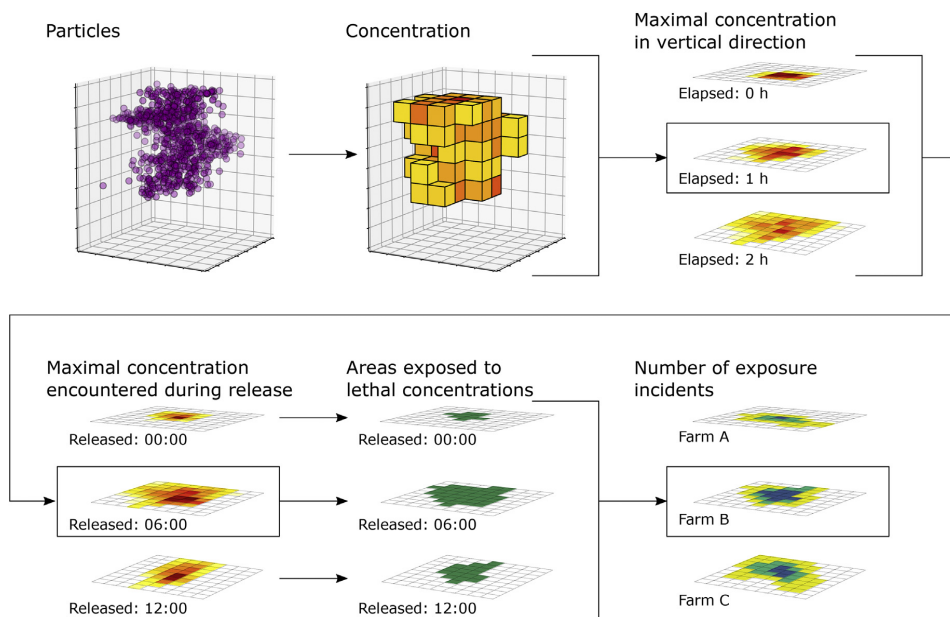 Particles
Concentration
Maximal concentration
in vertical direction
Elapsed: 0 h
Elapsed: 1 h
Elapsed: 2 h
Maximal concentration
encountered during release
Released: 00:00
Released: 06:00
Released: 12:00
Areas exposed to
lethal concentrations
Released: 00:00
Released: 06:00
Released: 12:00
Number of exposure
incidents
Farm A
Farm B
Farm C